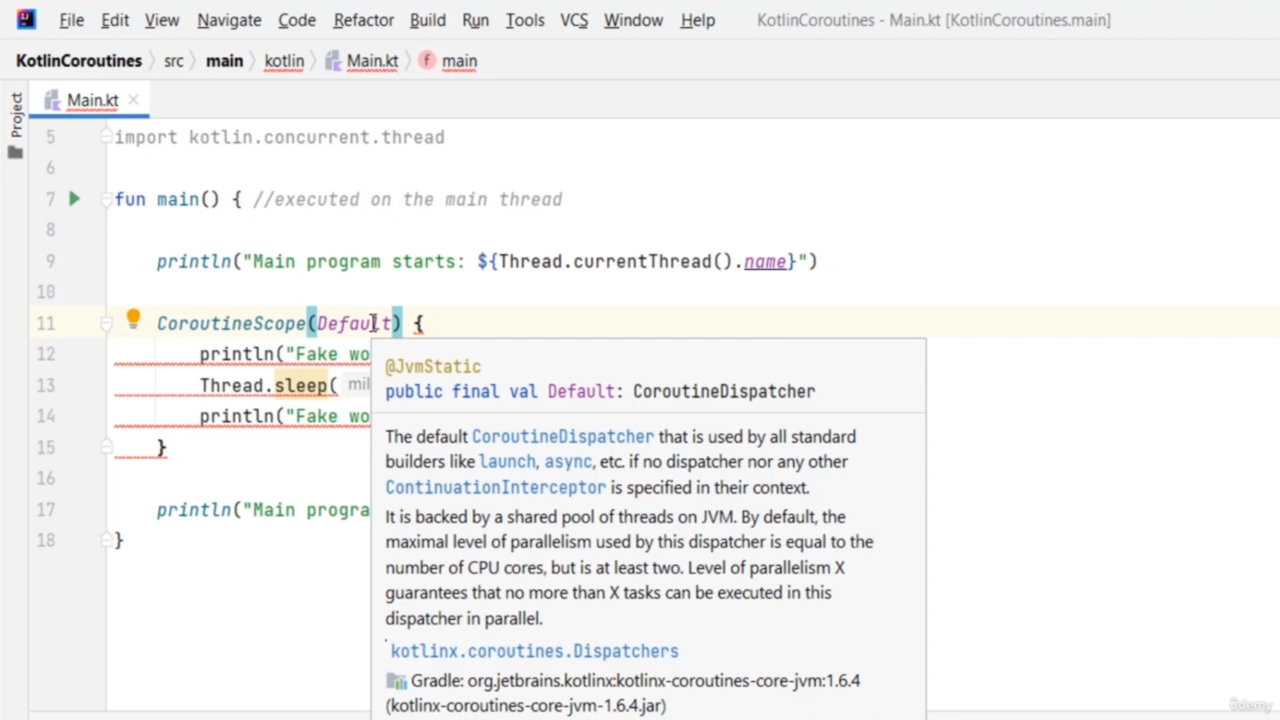 File Edit View Navigate Code Refactor Build Run Tools VCS Window Help KotlinCoroutines - Main.kt [KotlinCoroutines.main]
KotlinCoroutines src main kotlin Main.kt f main
Project
Main.kt
5 import kotlin.concurrent.thread
6
7 fun main() { //executed on the main thread
8
9 println("Main program starts: ${Thread.currentThread().name}")
10
11 CoroutineScope(Default) {
12 println("Fake wo
13 Thread.sleep( mil
14 println("Fake wo
15 }
16
17 println("Main progra
18 }
@JvmStatic
public final val Default: CoroutineDispatcher
The default CoroutineDispatcher that is used by all standard
builders like launch, async, etc. if no dispatcher nor any other
ContinuationInterceptor is specified in their context.
It is backed by a shared pool of threads on JVM. By default, the
maximal level of parallelism used by this dispatcher is equal to the
number of CPU cores, but is at least two. Level of parallelism X
guarantees that no more than X tasks can be executed in this
dispatcher in parallel.
kotlinx.coroutines.Dispatchers
Gradle: org.jetbrains.kotlinx:kotlinx-coroutines-core-jvm:1.6.4
(kotlinx-coroutines-core-jvm-1.6.4.jar)
ûdemy